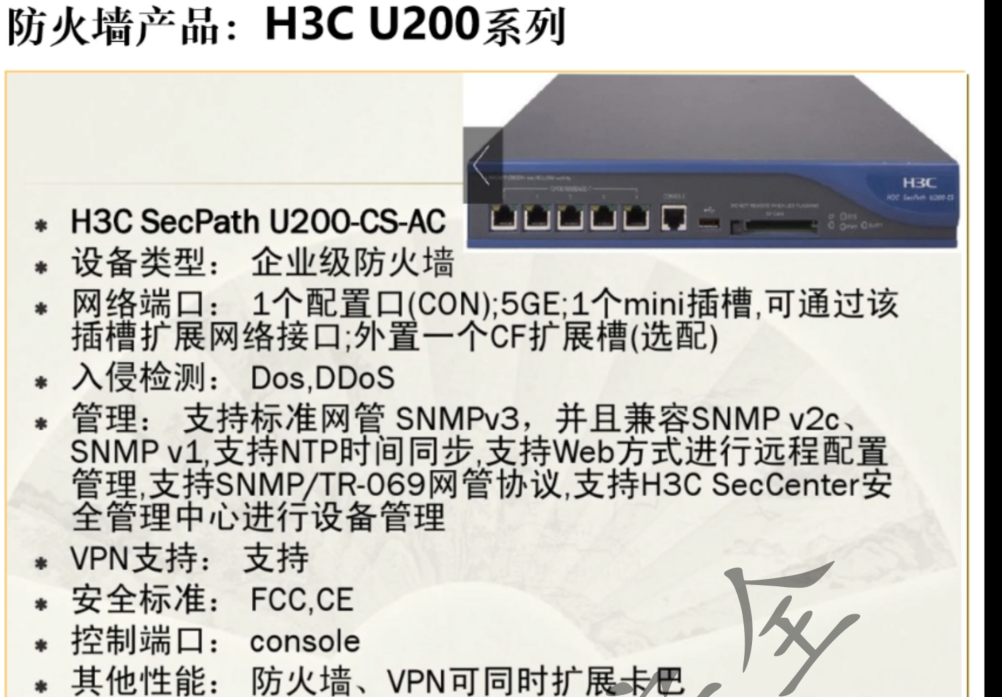 防火墙产品：H3C U200系列
H3C
H3C SecPath U200-CS
CONSOLE
* H3C SecPath U200-CS-AC
* 设备类型： 企业级防火墙
* 网络端口： 1个配置口(CON);5GE;1个mini插槽,可通过该
插槽扩展网络接口;外置一个CF扩展槽(选配)
* 入侵检测： Dos,DDoS
* 管理： 支持标准网管 SNMPv3，并且兼容SNMP v2c、
SNMP v1,支持NTP时间同步,支持Web方式进行远程配置
管理,支持SNMP/TR-069网管协议,支持H3C SecCenter安
全管理中心进行设备管理
* VPN支持： 支持
* 安全标准： FCC,CE
* 控制端口： console
* 其他性能： 防火墙、VPN可同时扩展卡巴